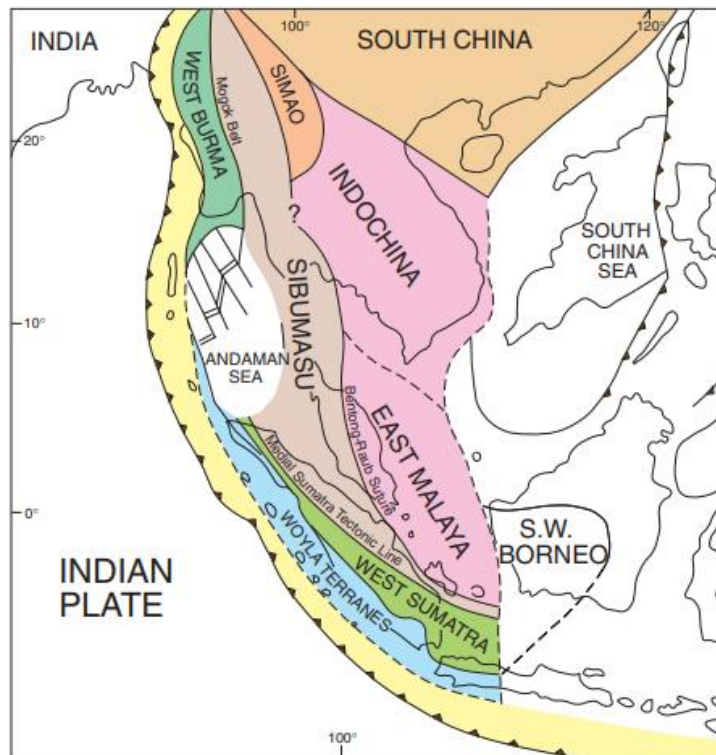 100°
120°
INDIA
SOUTH CHINA
WEST BURMA
Mogok Belt
SIMAO
20°
INDOCHINA
SOUTH
CHINA
SEA
SIBUMASU
10°
ANDAMAN
SEA
EAST MALAYA
Bentong-Raub Suture
Medial Sumatra Tectonic Line
0°
S.W.
BORNEO
WOYLA TERRANES
WEST SUMATRA
INDIAN
PLATE
100°